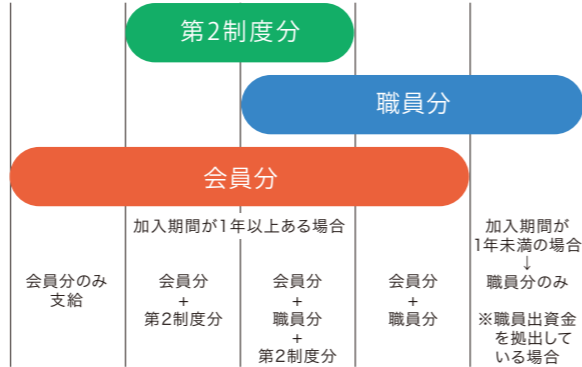 第2制度分
職員分
会員分
加入期間が1年以上ある場合
会員分のみ
支給
会員分
+
第2制度分
会員分
+
職員分
+
第2制度分
会員分
+
職員分
加入期間が
1年未満の場合
↓
職員分のみ
※職員出資金
を拠出して
いる場合